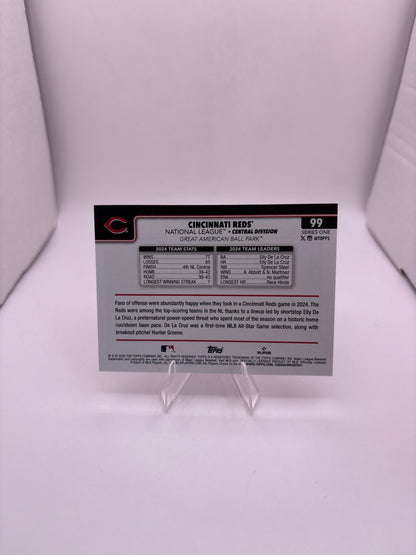 CINCINNATI REDS®
NATIONAL LEAGUE™ • CENTRAL DIVISION
GREAT AMERICAN BALL PARK™
99
SERIES ONE
@TOPPS
2024 TEAM STATS
WINS 77
LOSSES 85
FINISH 4th NL Central
HOME 39-42
ROAD 38-43
LONGEST WINNING STREAK 7
2024 TEAM LEADERS
BA Elly De La Cruz
HR Elly De La Cruz
RBI Spencer Steer
WINS A. Abbott & N. Martinez
ERA no qualifier
LONGEST HR Rece Hinds
Fans of offense were abundantly happy when they took in a Cincinnati Reds game in 2024. The
Reds were among the top-scoring teams in the NL thanks to a lineup led by shortstop Elly De
La Cruz, a preternatural power-speed threat who spent most of the season on a historic home
run/stolen base pace. De La Cruz was a first-time MLB All-Star Game selection, along with
breakout pitcher Hunter Greene.
Topps
PLAYERS